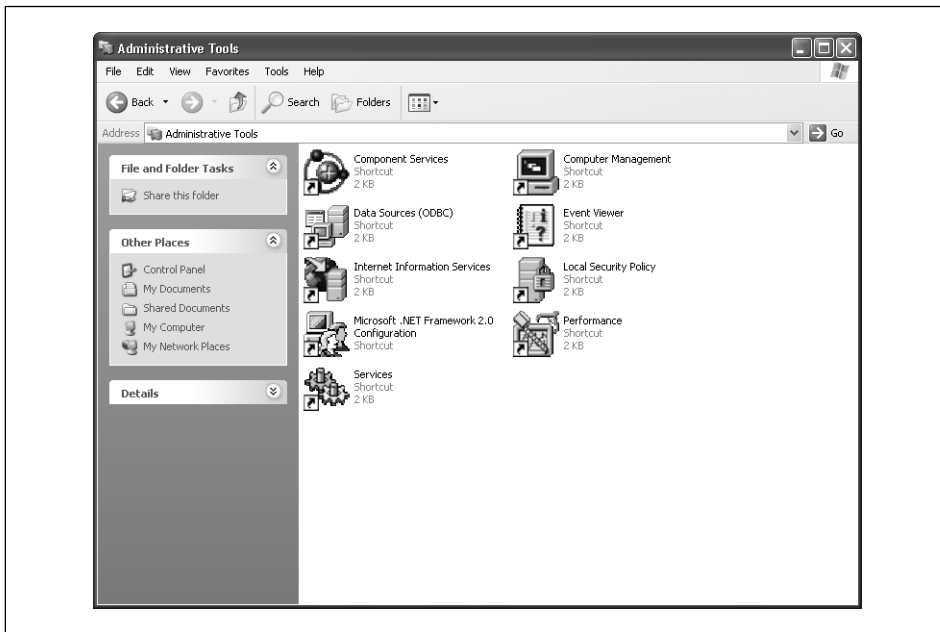 Administrative Tools
File Edit View Favorites Tools Help
Back Search Folders
Address Administrative Tools Go
File and Folder Tasks
Share this folder
Other Places
Control Panel
My Documents
Shared Documents
My Computer
My Network Places
Details
Component Services
Shortcut
2 KB
Computer Management
Shortcut
2 KB
Data Sources (ODBC)
Shortcut
2 KB
Event Viewer
Shortcut
2 KB
Internet Information Services
Shortcut
2 KB
Local Security Policy
Shortcut
2 KB
Microsoft .NET Framework 2.0
Configuration
Shortcut
Performance
Shortcut
2 KB
Services
Shortcut
2 KB